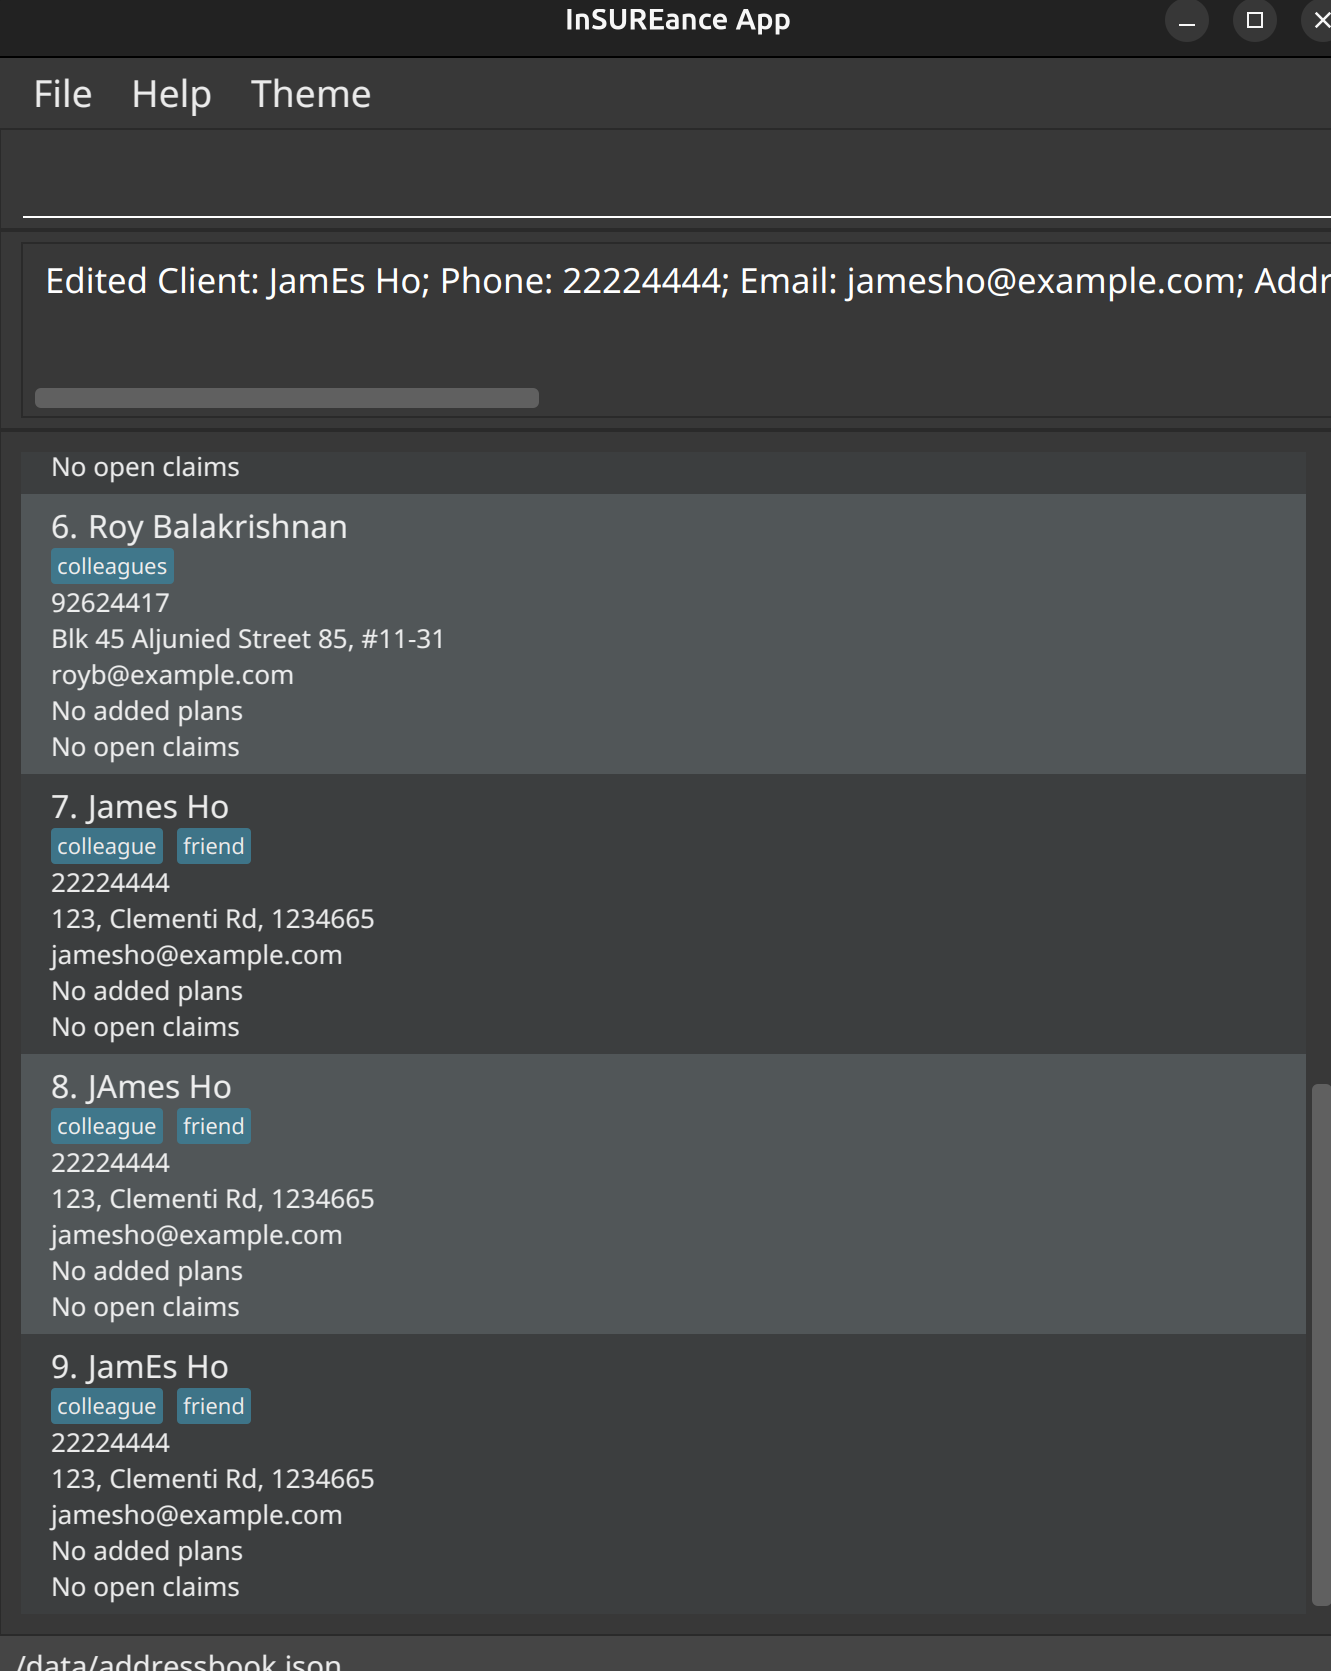 InSUREance App
File Help Theme
Edited Client: JamEs Ho; Phone: 22224444; Email: jamesho@example.com; Addr
No open claims
6. Roy Balakrishnan
colleagues
92624417
Blk 45 Aljunied Street 85, #11-31
royb@example.com
No added plans
No open claims
7. James Ho
colleague friend
22224444
123, Clementi Rd, 1234665
jamesho@example.com
No added plans
No open claims
8. JAmes Ho
colleague friend
22224444
123, Clementi Rd, 1234665
jamesho@example.com
No added plans
No open claims
9. JamEs Ho
colleague friend
22224444
123, Clementi Rd, 1234665
jamesho@example.com
No added plans
No open claims
/data/addressbook.json